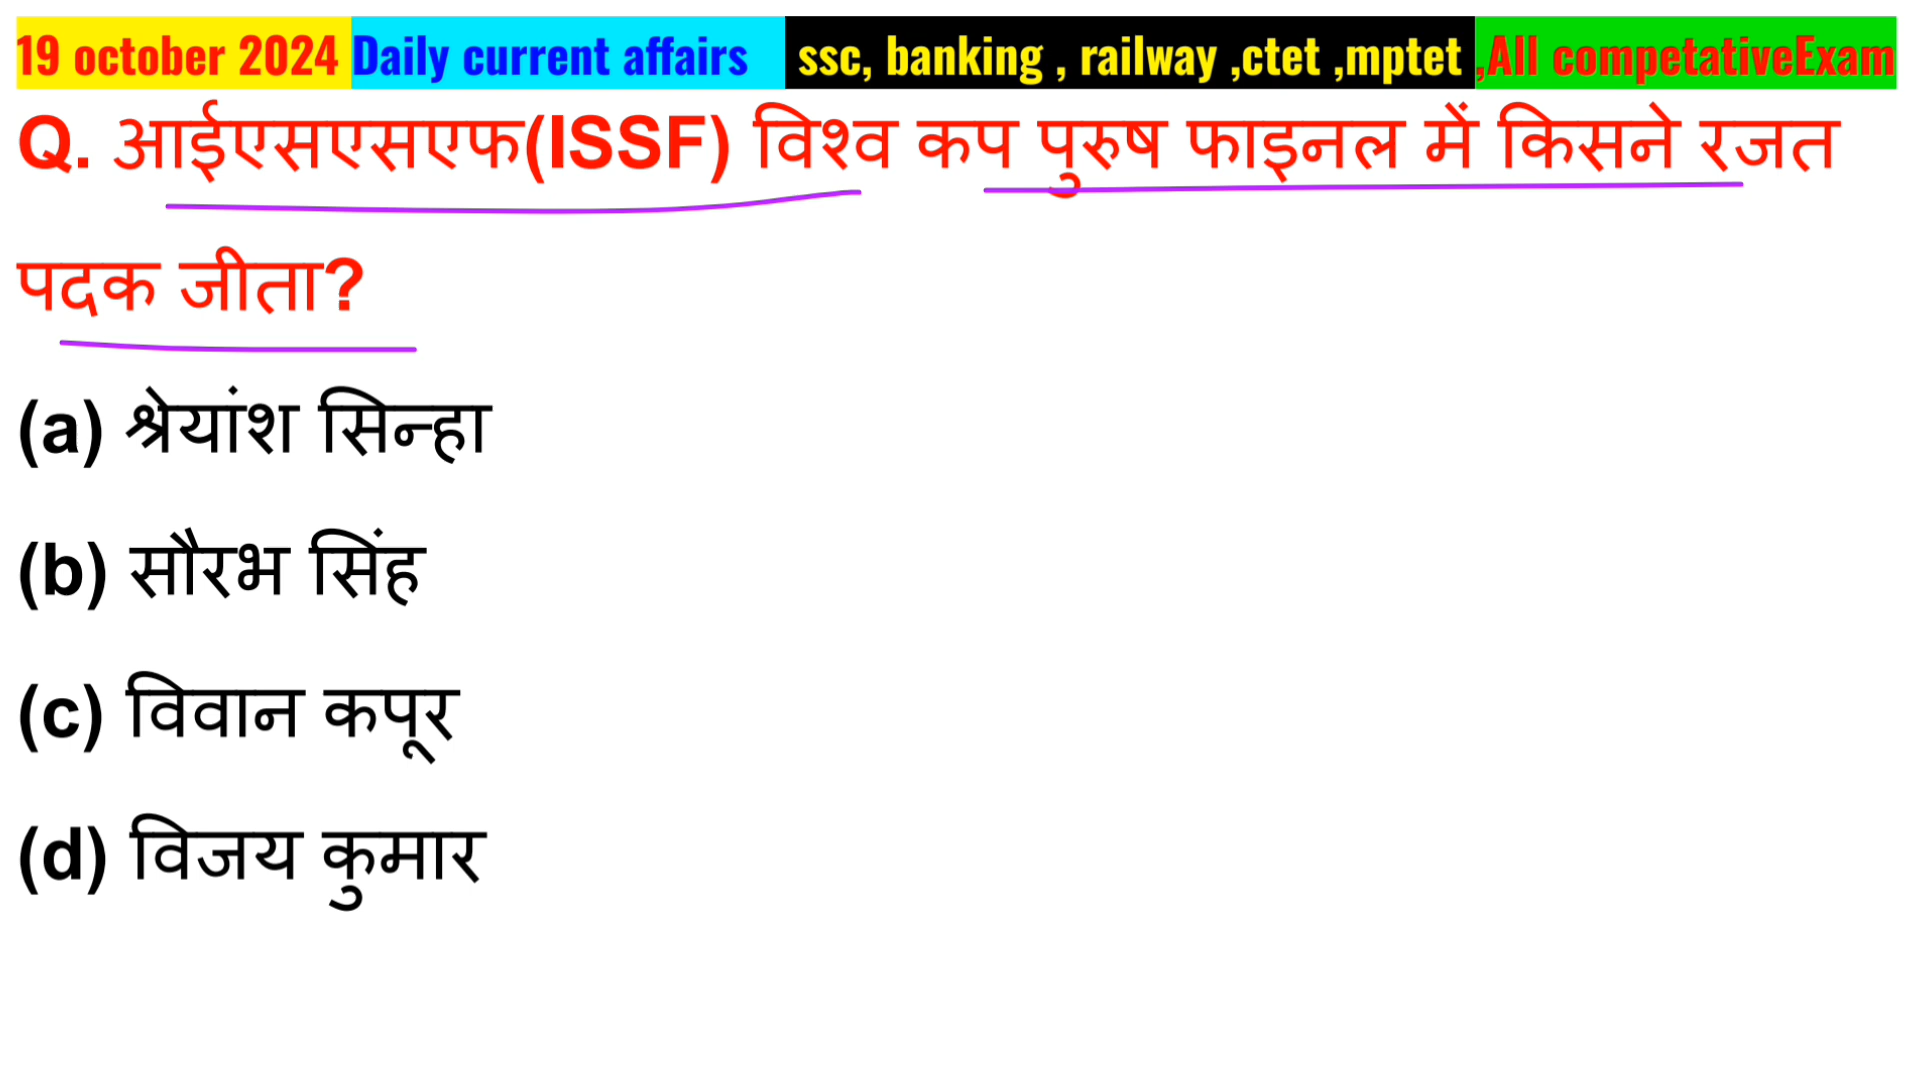 19 october 2024 Daily current affairs ssc, banking , railway ,ctet ,mptet ,All competativeExam
Q. आईएसएसएफ(ISSF) विश्व कप पुरुष फाइनल में किसने रजत
पदक जीता?
(a) श्रेयांश सिन्हा
(b) सौरभ सिंह
(c) विवान कपूर
(d) विजय कुमार